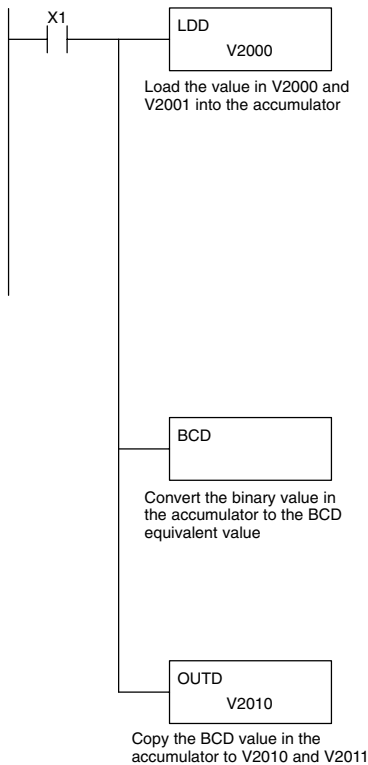 X1
LDD
V2000
Load the value in V2000 and
V2001 into the accumulator
BCD
Convert the binary value in
the accumulator to the BCD
equivalent value
OUTD
V2010
Copy the BCD value in the
accumulator to V2010 and V2011